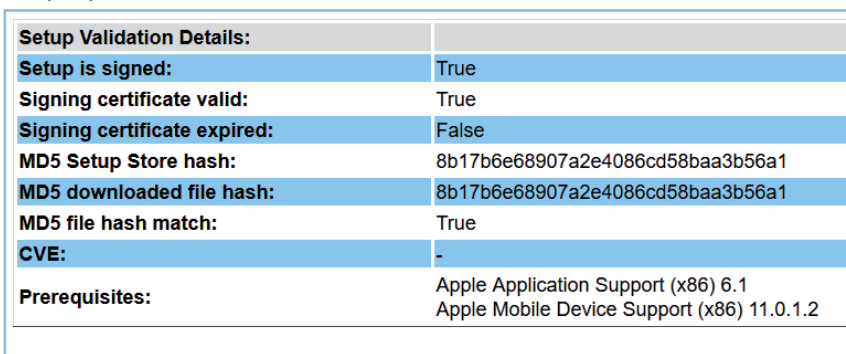 Setup Validation Details:
Setup is signed: True
Signing certificate valid: True
Signing certificate expired: False
MD5 Setup Store hash: 8b17b6e68907a2e4086cd58baa3b56a1
MD5 downloaded file hash: 8b17b6e68907a2e4086cd58baa3b56a1
MD5 file hash match: True
CVE: -
Prerequisites: Apple Application Support (x86) 6.1
Apple Mobile Device Support (x86) 11.0.1.2